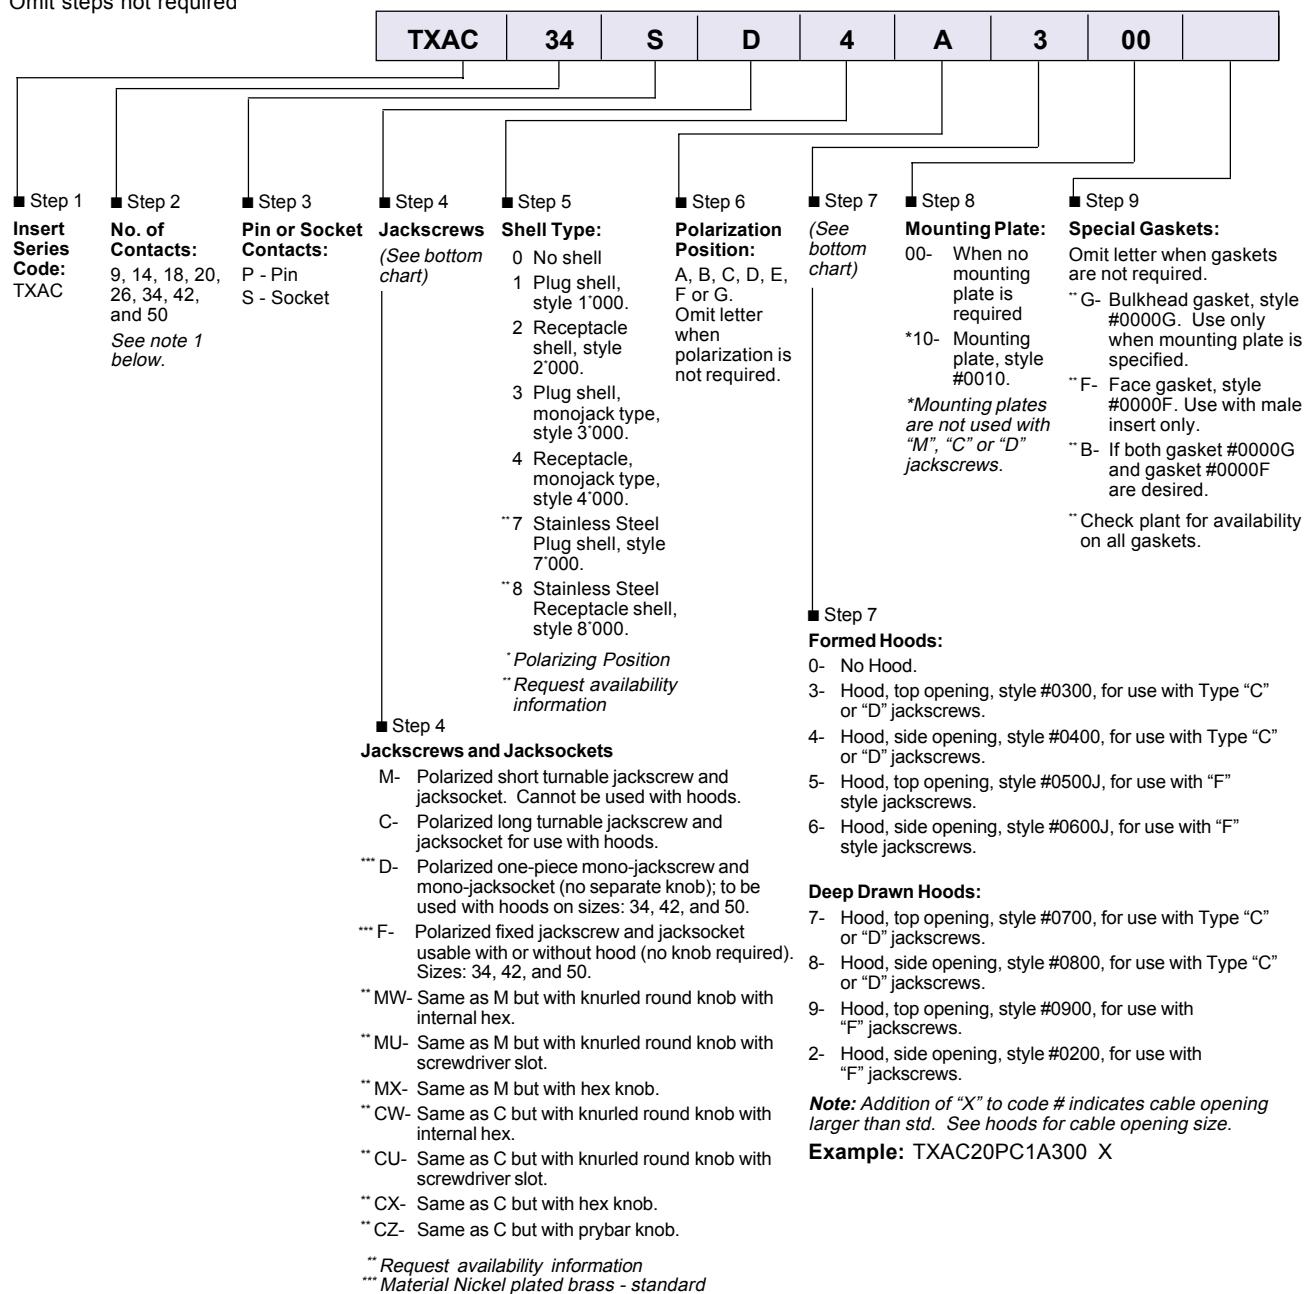 Omit steps not required
TXAC 34 S D 4 A 3 00
■ Step 1
Insert
Series
Code:
TXAC
■ Step 2
No. of
Contacts:
9, 14, 18, 20,
26, 34, 42,
and 50
See note 1
below.
■ Step 3
Pin or Socket
Contacts:
P - Pin
S - Socket
■ Step 4
Jackscrews
(See bottom
chart)
■ Step 5
Shell Type:
0 No shell
1 Plug shell,
style 1*000.
2 Receptacle
shell, style
2*000.
3 Plug shell,
monojack type,
style 3*000.
4 Receptacle,
monojack type,
style 4*000.
**7 Stainless Steel
Plug shell, style
7*000.
**8 Stainless Steel
Receptacle shell,
style 8*000.
* Polarizing Position
** Request availability
information
■ Step 6
Polarization
Position:
A, B, C, D, E,
F or G.
Omit letter
when
polarization is
not required.
■ Step 7
(See
bottom
chart)
■ Step 8
Mounting Plate:
00- When no
mounting
plate is
required
*10- Mounting
plate, style
#0010.
*Mounting plates
are not used with
“M”, “C” or “D”
jackscrews.
■ Step 9
Special Gaskets:
Omit letter when gaskets
are not required.
** G- Bulkhead gasket, style
#0000G. Use only
when mounting plate is
specified.
** F- Face gasket, style
#0000F. Use with male
insert only.
** B- If both gasket #0000G
and gasket #0000F
are desired.
** Check plant for availability
on all gaskets.
■ Step 4
Jackscrews and Jacksockets
M- Polarized short turnable jackscrew and
jacksocket. Cannot be used with hoods.
C- Polarized long turnable jackscrew and
jacksocket for use with hoods.
*** D- Polarized one-piece mono-jackscrew and
mono-jacksocket (no separate knob); to be
used with hoods on sizes: 34, 42, and 50.
*** F- Polarized fixed jackscrew and jacksocket
usable with or without hood (no knob required).
Sizes: 34, 42, and 50.
** MW- Same as M but with knurled round knob with
internal hex.
** MU- Same as M but with knurled round knob with
screwdriver slot.
** MX- Same as M but with hex knob.
** CW- Same as C but with knurled round knob with
internal hex.
** CU- Same as C but with knurled round knob with
screwdriver slot.
** CX- Same as C but with hex knob.
** CZ- Same as C but with prybar knob.
** Request availability information
*** Material Nickel plated brass - standard
■ Step 7
Formed Hoods:
0- No Hood.
3- Hood, top opening, style #0300, for use with Type “C”
or “D” jackscrews.
4- Hood, side opening, style #0400, for use with Type “C”
or “D” jackscrews.
5- Hood, top opening, style #0500J, for use with “F”
style jackscrews.
6- Hood, side opening, style #0600J, for use with “F”
style jackscrews.
Deep Drawn Hoods:
7- Hood, top opening, style #0700, for use with Type “C”
or “D” jackscrews.
8- Hood, side opening, style #0800, for use with Type “C”
or “D” jackscrews.
9- Hood, top opening, style #0900, for use with
“F” jackscrews.
2- Hood, side opening, style #0200, for use with
“F” jackscrews.
Note: Addition of “X” to code # indicates cable opening
larger than std. See hoods for cable opening size.
Example: TXAC20PC1A300 X